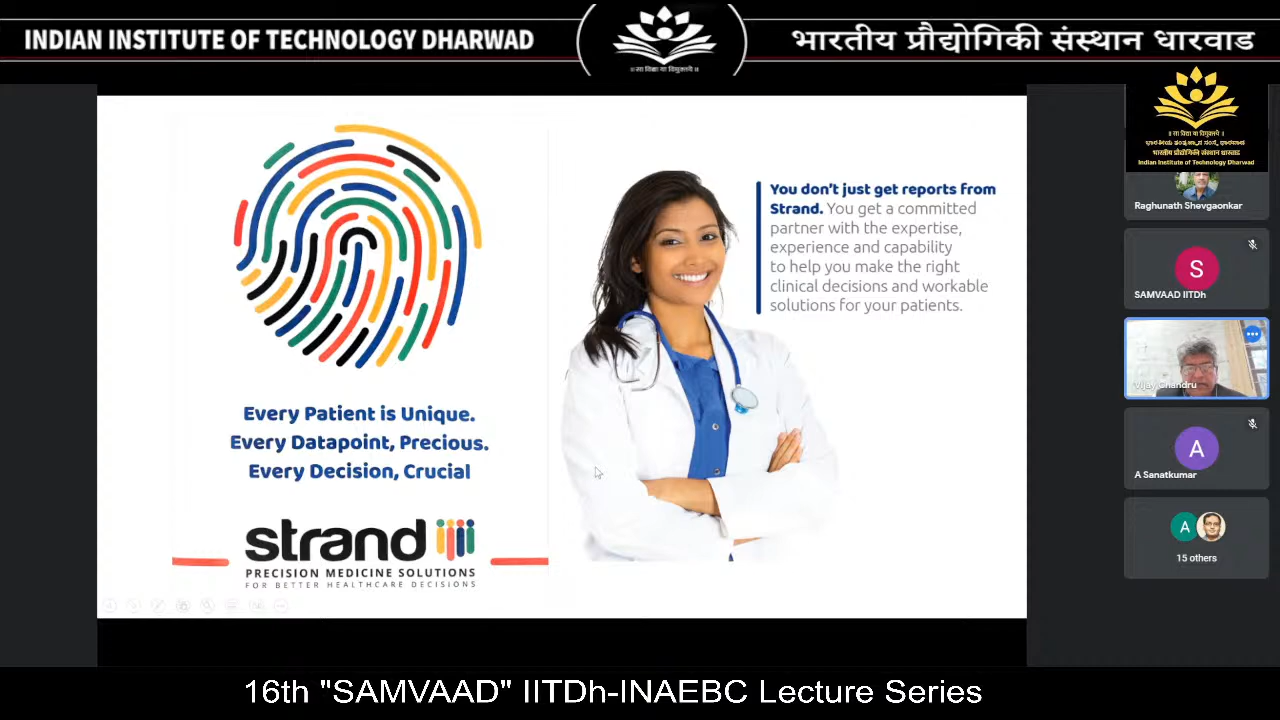 INDIAN INSTITUTE OF TECHNOLOGY DHARWAD
॥ सा विद्या या विमुक्तये ॥
भारतीय प्रौद्योगिकी संस्थान धारवाड
॥ सा विद्या या विमुक्तये ॥
भारतीय प्रौद्योगिकी संस्थान धारवाड
Indian Institute of Technology Dharwad
Raghunath Shevgaonkar
S
SAMVAAD IITDh
Vijay Chandru
A
A Sanatkumar
A
15 others
You don't just get reports from
Strand. You get a committed
partner with the expertise,
experience and capability
to help you make the right
clinical decisions and workable
solutions for your patients.
Every Patient is Unique.
Every Datapoint, Precious.
Every Decision, Crucial
strand
PRECISION MEDICINE SOLUTIONS
FOR BETTER HEALTHCARE DECISIONS
16th "SAMVAAD" IITDh-INAEBC Lecture Series